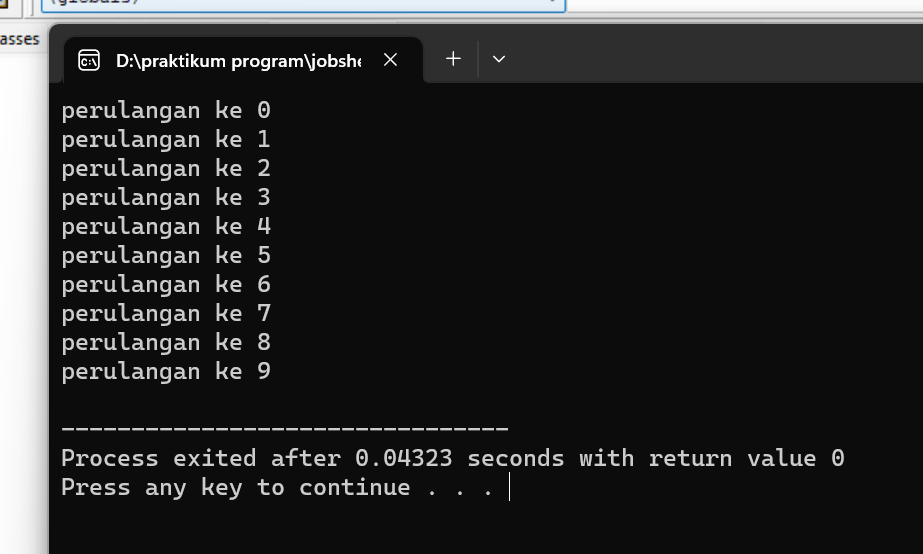 (globals)
asses
D:\praktikum program\jobshe
perulangan ke 0
perulangan ke 1
perulangan ke 2
perulangan ke 3
perulangan ke 4
perulangan ke 5
perulangan ke 6
perulangan ke 7
perulangan ke 8
perulangan ke 9
--------------------------------
Process exited after 0.04323 seconds with return value 0
Press any key to continue . . .